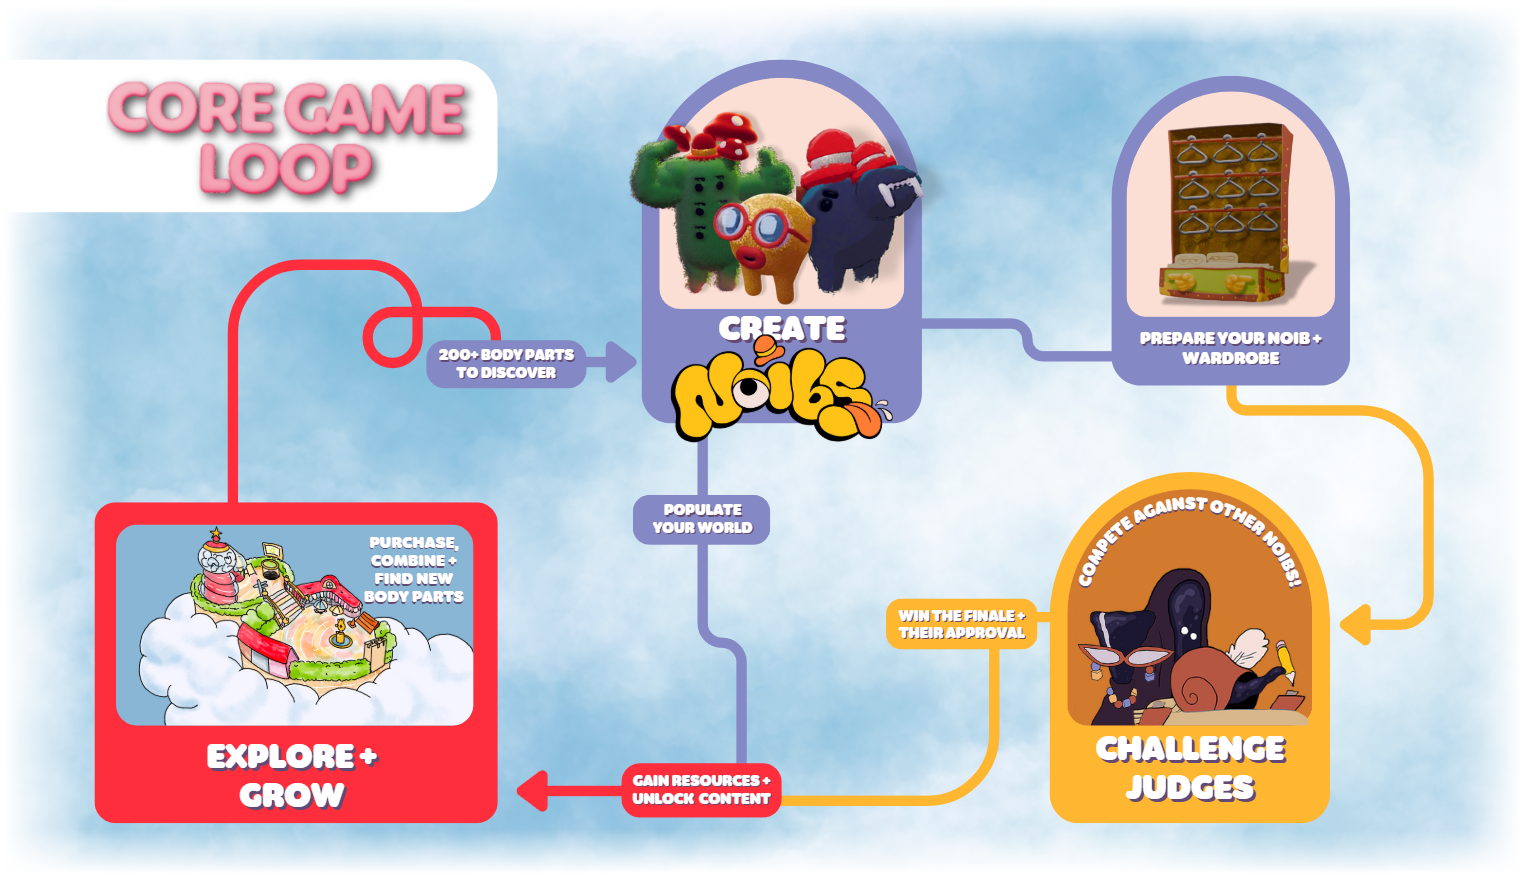 CORE GAME
LOOP
CREATE
NOIBS
PREPARE YOUR NOIB +
WARDROBE
200+ BODY PARTS
TO DISCOVER
POPULATE
YOUR WORLD
COMPETE AGAINST OTHER NOIBS!
WIN THE FINALE +
THEIR APPROVAL
CHALLENGE
JUDGES
GAIN RESOURCES +
UNLOCK CONTENT
PURCHASE,
COMBINE +
FIND NEW
BODY PARTS
EXPLORE +
GROW